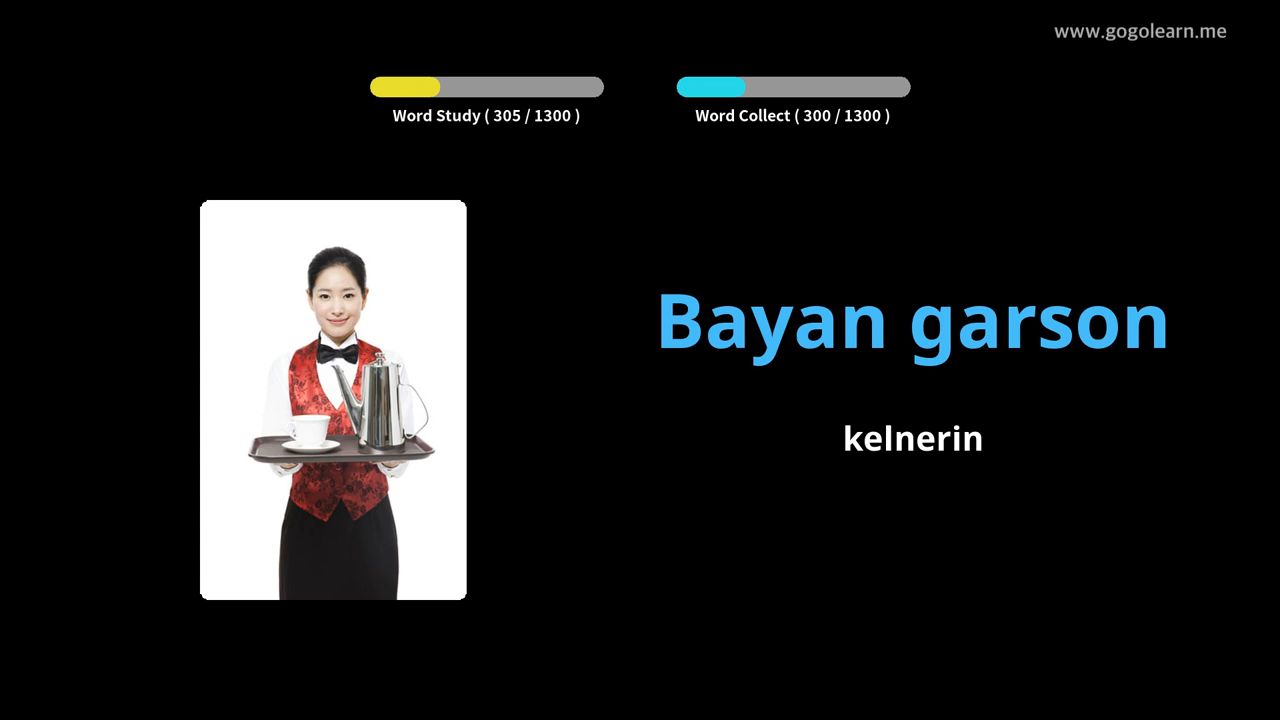 www.gogolearn.me
Word Study ( 305 / 1300 )
Word Collect ( 300 / 1300 )
Bayan garson
kelnerin